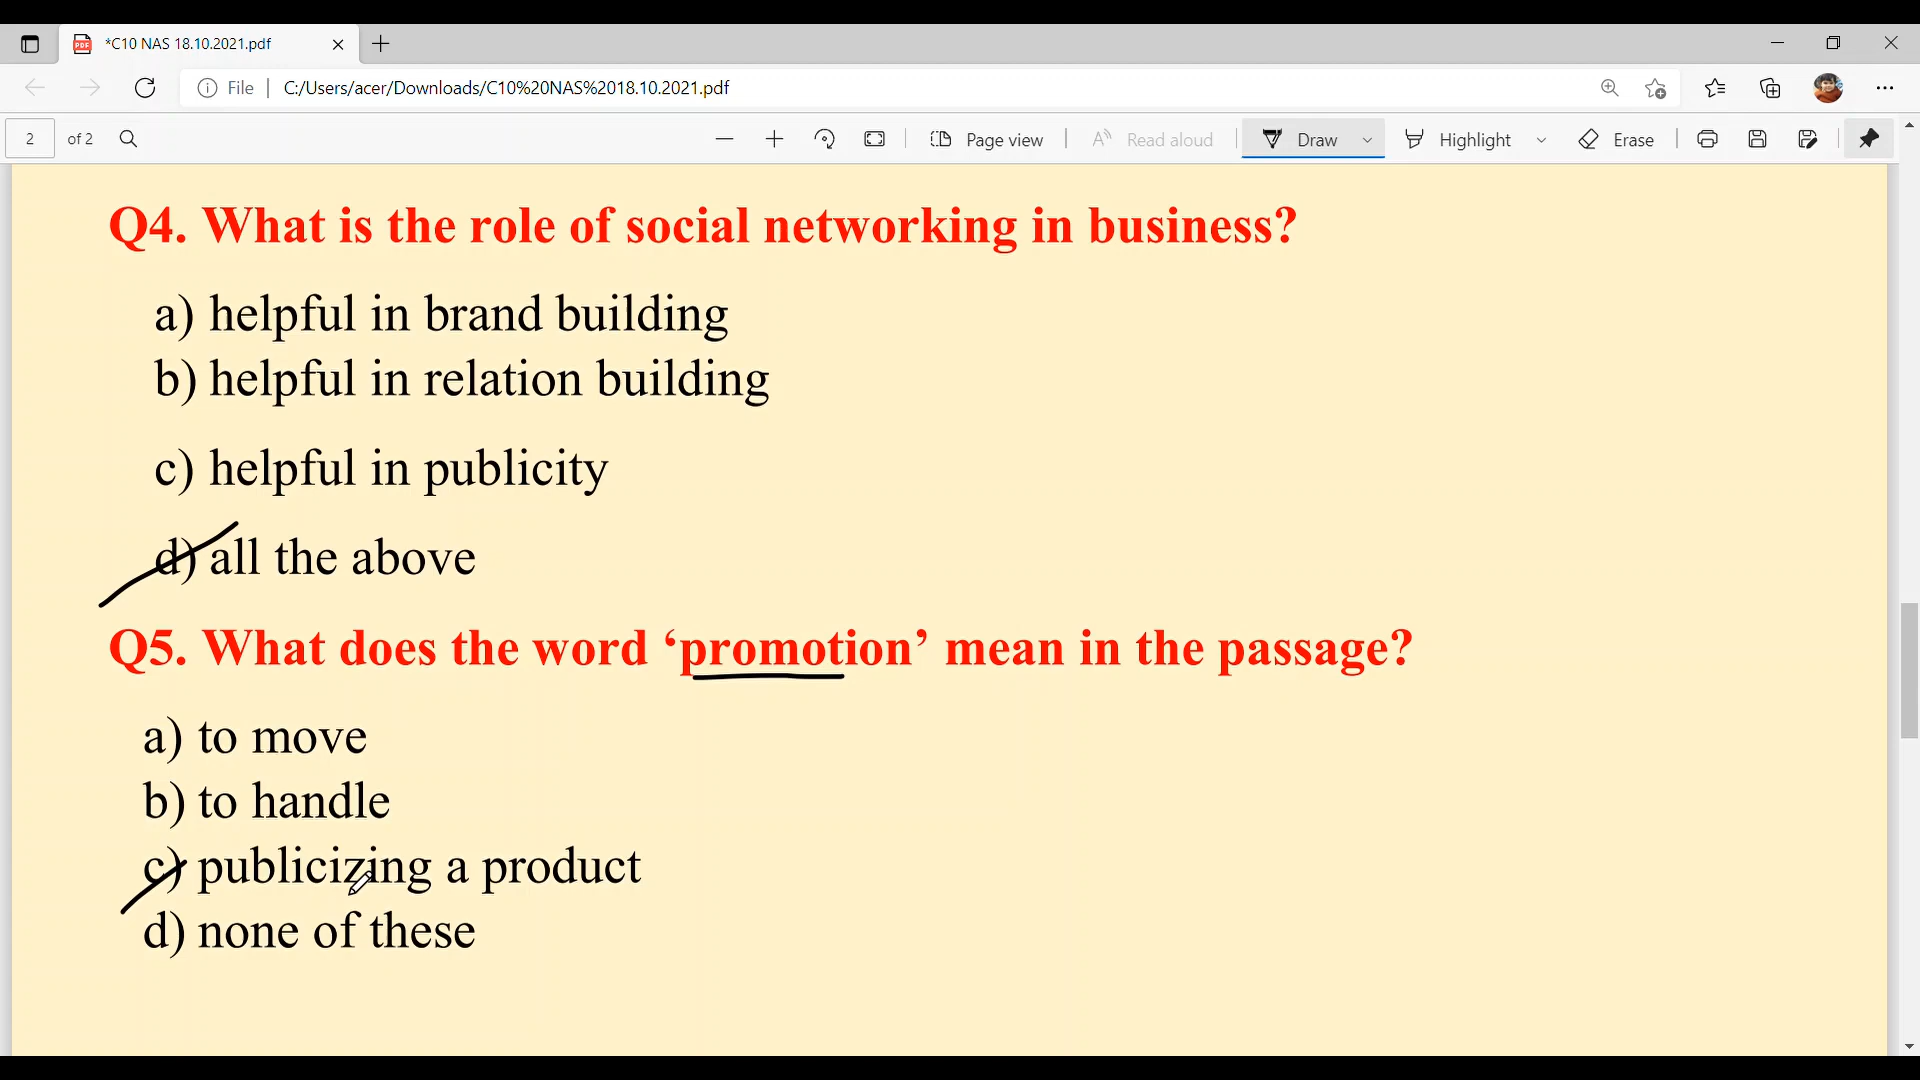 *C10 NAS 18.10.2021.pdf
File C:/Users/acer/Downloads/C10%20NAS%2018.10.2021.pdf
2 of 2 Page view Read aloud Draw Highlight Erase
Q4. What is the role of social networking in business?
a) helpful in brand building
b) helpful in relation building
c) helpful in publicity
d) all the above
Q5. What does the word ‘promotion’ mean in the passage?
a) to move
b) to handle
c) publicizing a product
d) none of these